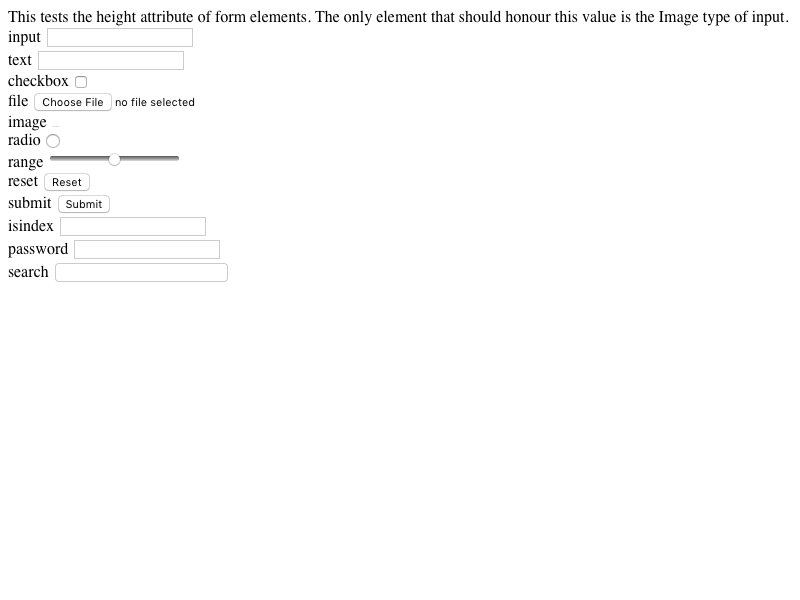 This tests the height attribute of form elements. The only element that should honour this value is the Image type of input.
input
text
checkbox
file Choose File no file selected
image
radio
range
reset Reset
submit Submit
isindex
password
search